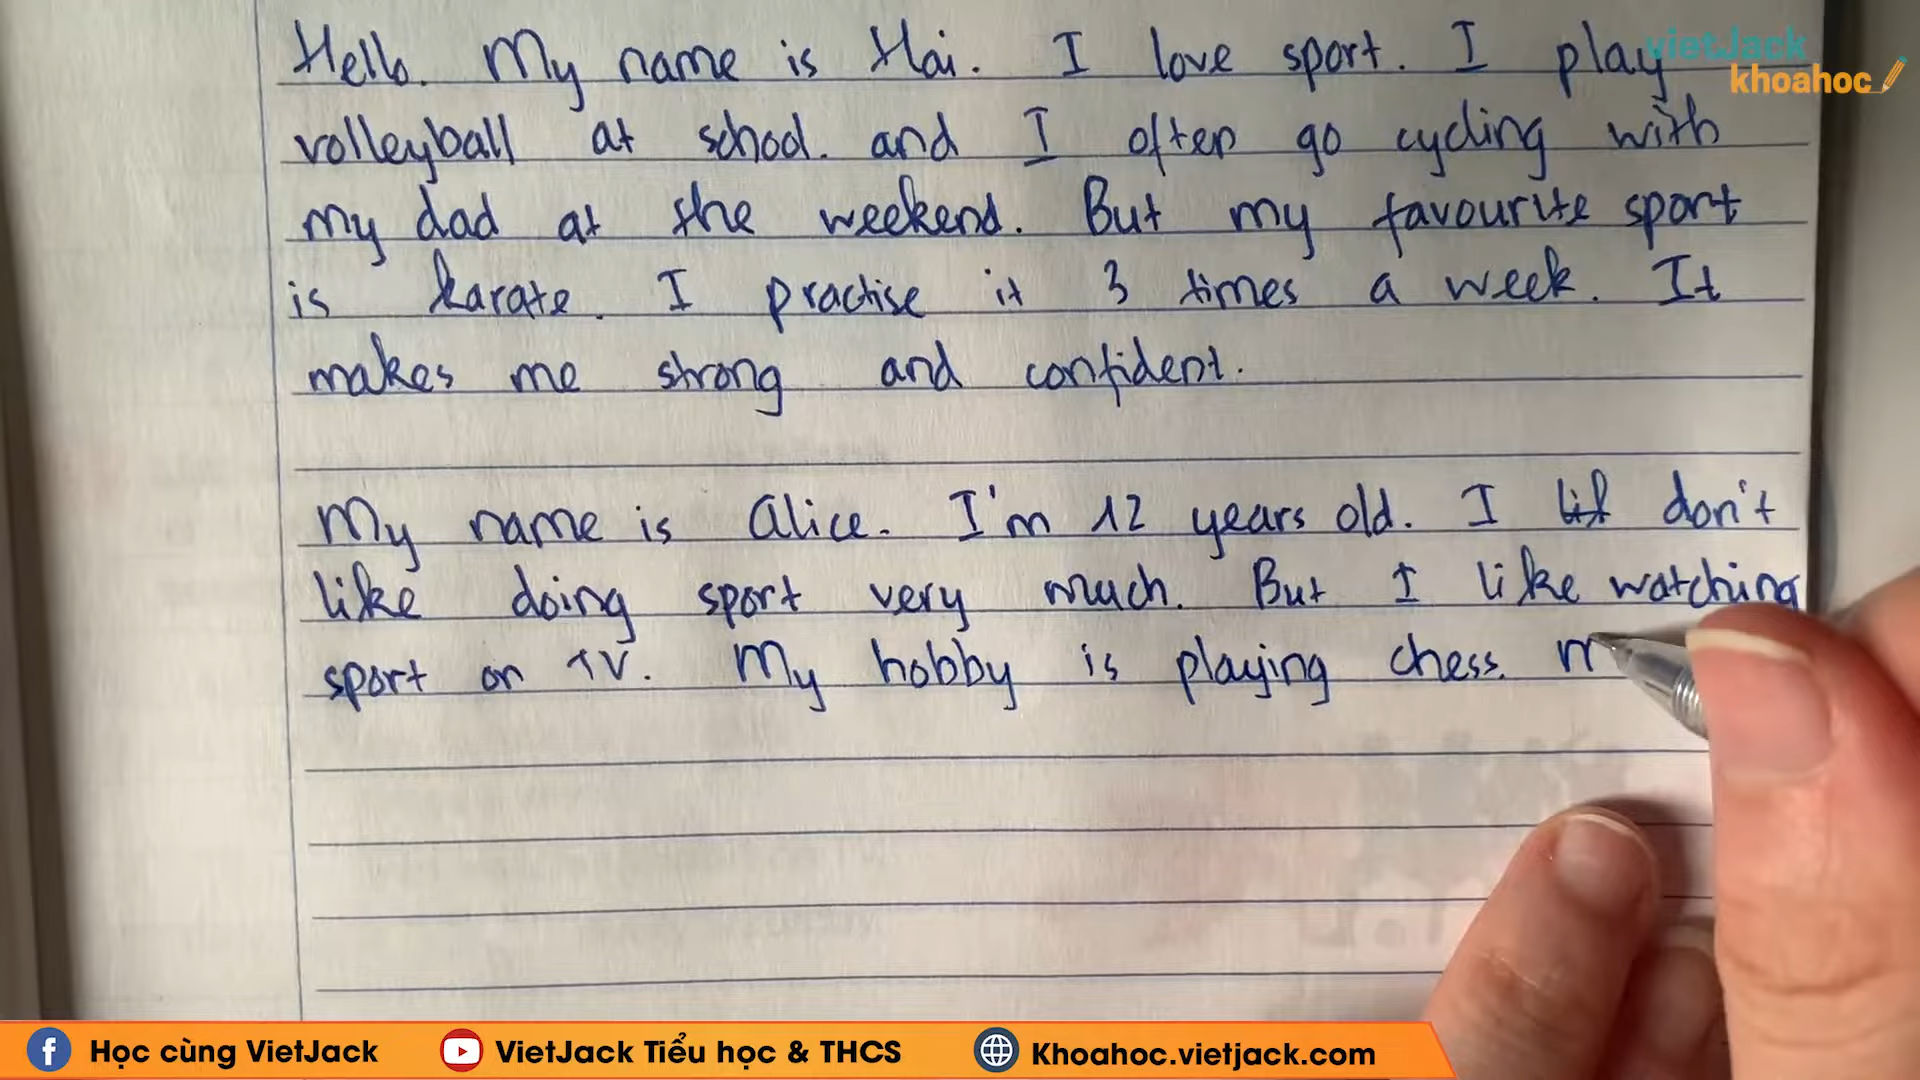 Hello. My name is Hai. I love sport. I play
vietJack
khoahoc
volleyball at school. and I often go cycling with
my dad at the weekend. But my favourite sport
is karate. I practise it 3 times a week. It
makes me strong and confident.
My name is Alice. I'm 12 years old. I don't
like doing sport very much. But I like watching
sport on TV. My hobby is playing chess. M
Học cùng VietJack
VietJack Tiểu học & THCS
Khoahoc.vietjack.com